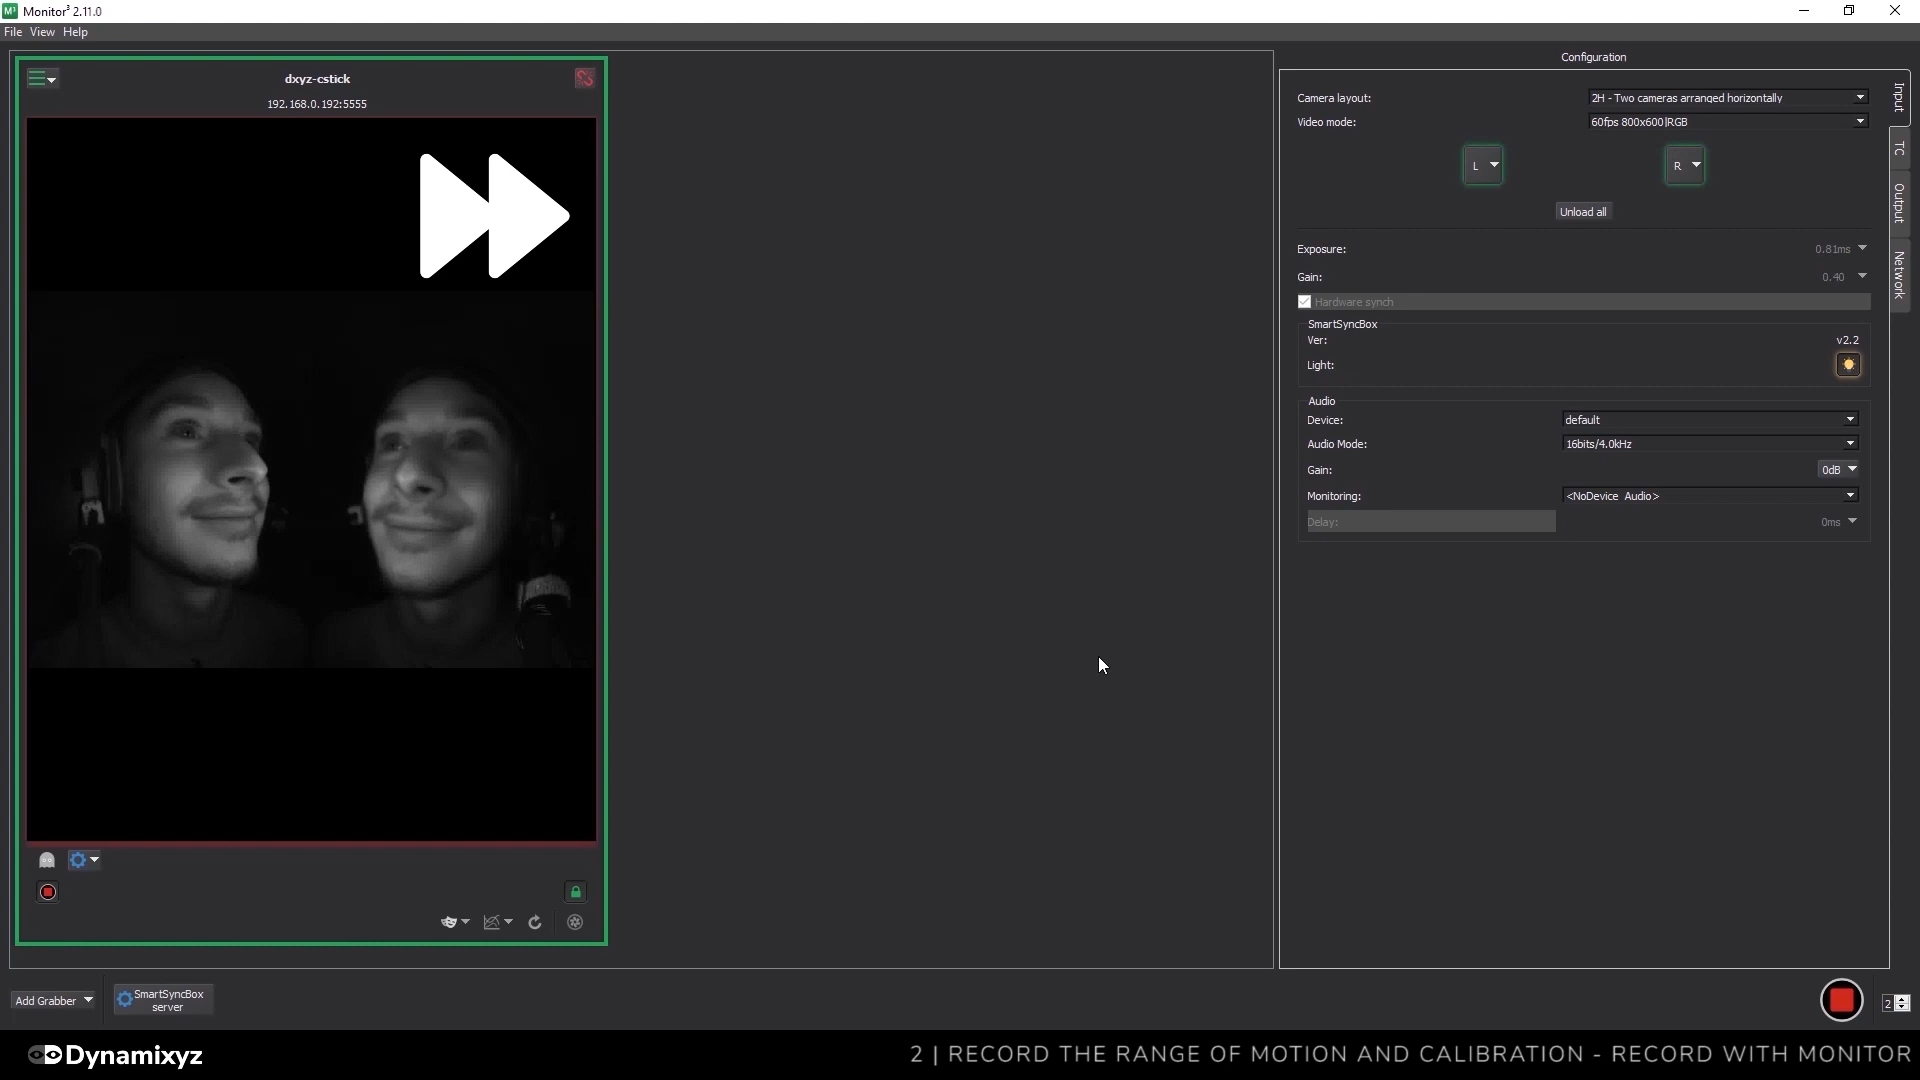 Monitor³ 2.11.0
File View Help
dxyz-cstick
192.168.0.192:5555
Configuration
Camera layout: 2H - Two cameras arranged horizontally
Video mode: 60fps 800x600|RGB
L R
Unload all
Exposure: 0.81ms
Gain: 0.40
Hardware synch
SmartSyncBox
Ver: v2.2
Light:
Audio
Device: default
Audio Mode: 16bits/4.0kHz
Gain: 0dB
Monitoring: <NoDevice Audio>
Delay: 0ms
Input
TC
Output
Network
Add Grabber
SmartSyncBox
server
2
Dynamixyz
2 | RECORD THE RANGE OF MOTION AND CALIBRATION - RECORD WITH MONITOR